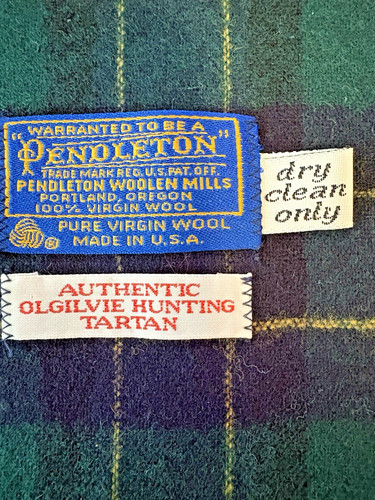 "WARRANTED TO BE A
PENDLETON"
TRADE MARK REG. U.S. PAT. OFF.
PENDLETON WOOLEN MILLS
PORTLAND, OREGON
100% VIRGIN WOOL
® PURE VIRGIN WOOL
MADE IN U.S.A.
dry
clean
only
AUTHENTIC
OLGILVIE HUNTING
TARTAN